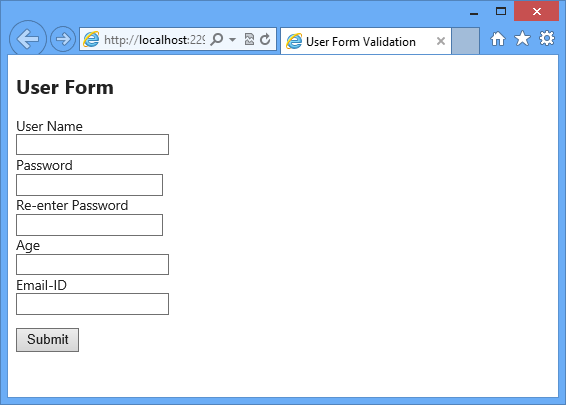 http://localhost:229
User Form Validation
User Form
User Name
Password
Re-enter Password
Age
Email-ID
Submit